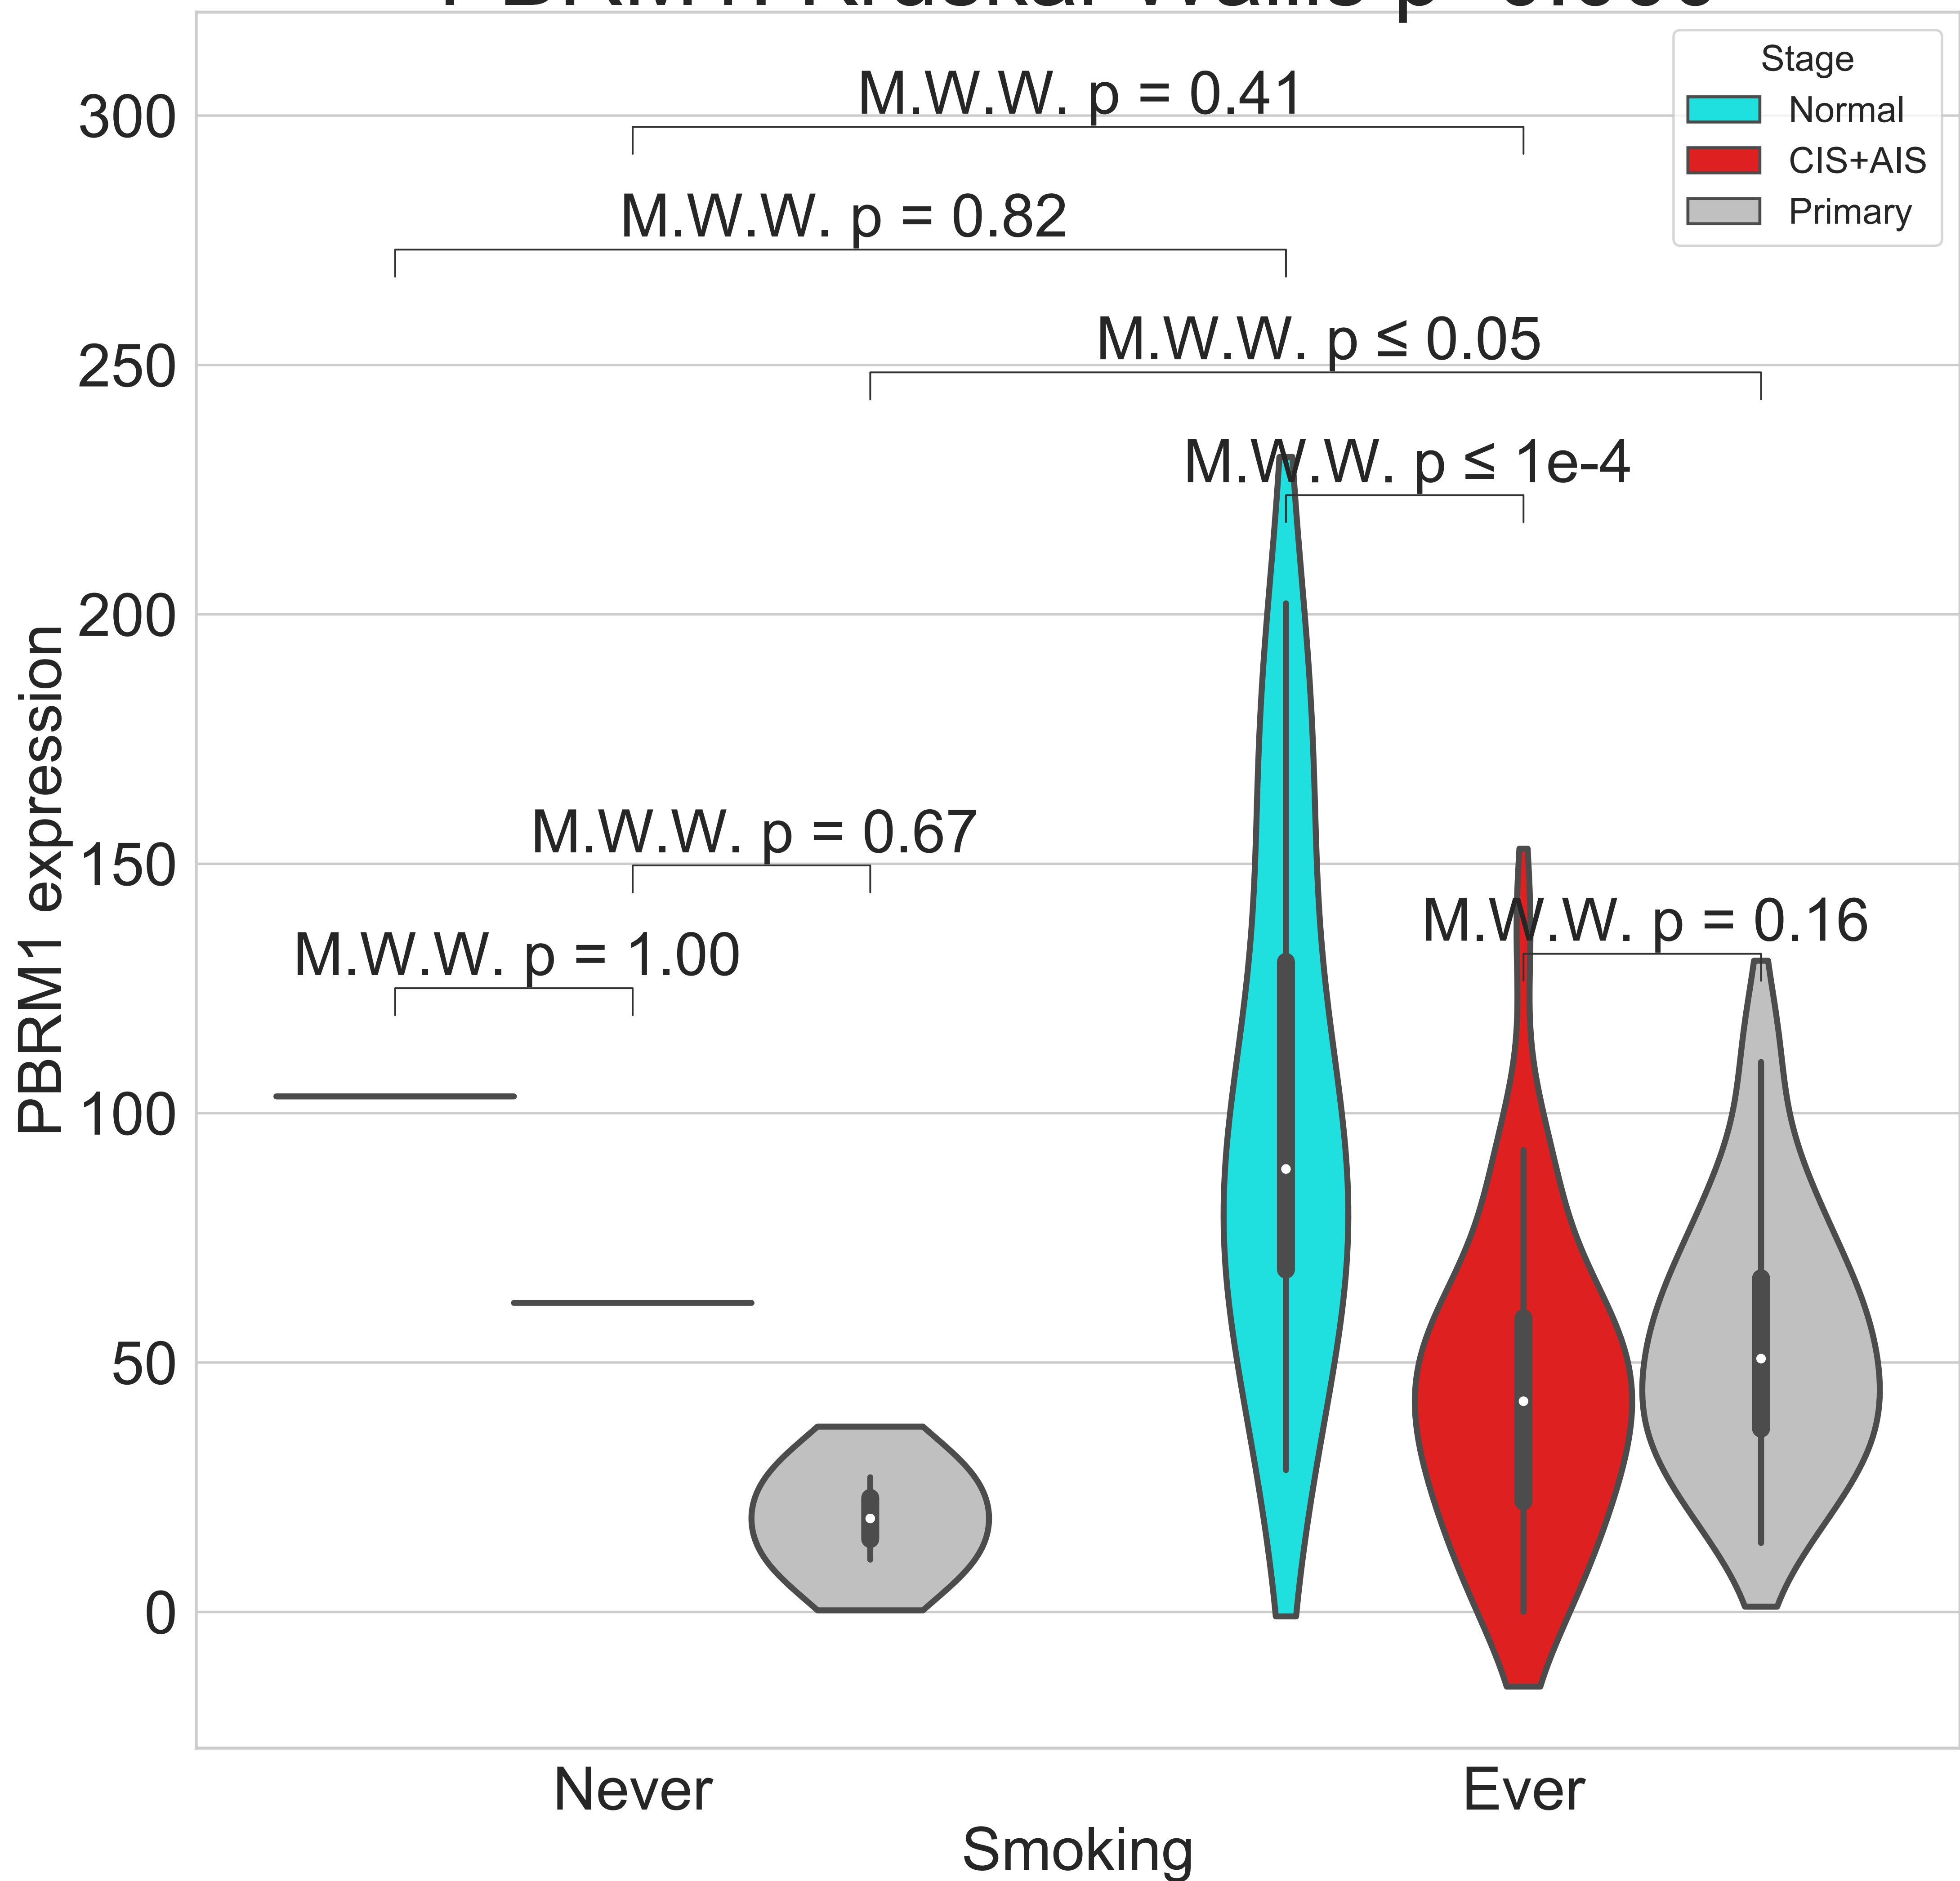 Stage
Normal
CIS+AIS
Primary
M.W.W. p = 0.41
M.W.W. p = 0.82
M.W.W. p ≤ 0.05
M.W.W. p ≤ 1e-4
M.W.W. p = 0.67
M.W.W. p = 0.16
M.W.W. p = 1.00
300
250
200
150
100
50
0
PBRM1 expression
Never
Ever
Smoking